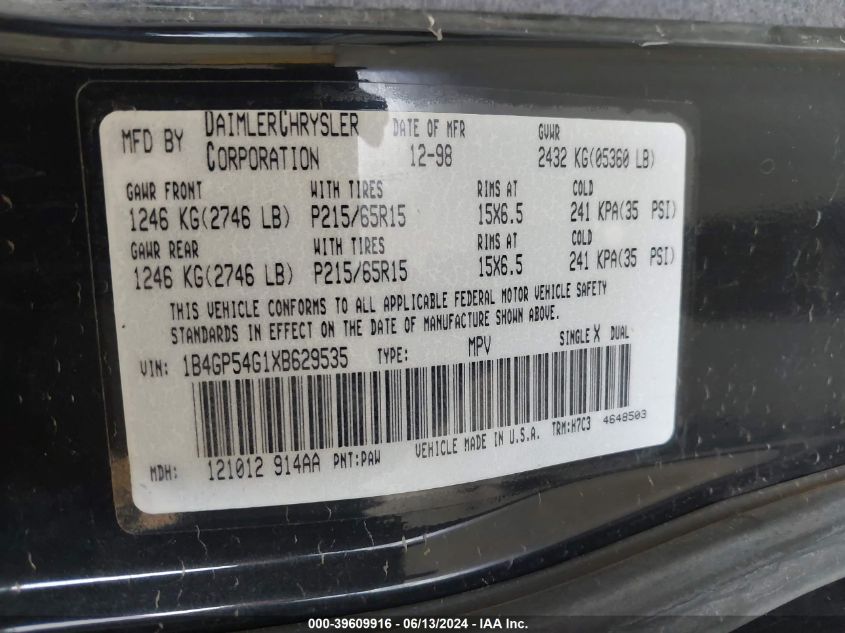 MFD BY DAIMLERCHRYSLER CORPORATION DATE OF MFR 12-98 GVWR 2432 KG(05360 LB)
GAWR FRONT WITH TIRES RIMS AT COLD
1246 KG(2746 LB) P215/65R15 15X6.5 241 KPA(35 PSI)
GAWR REAR WITH TIRES RIMS AT COLD
1246 KG(2746 LB) P215/65R15 15X6.5 241 KPA(35 PSI)
THIS VEHICLE CONFORMS TO ALL APPLICABLE FEDERAL MOTOR VEHICLE SAFETY
STANDARDS IN EFFECT ON THE DATE OF MANUFACTURE SHOWN ABOVE.
VIN: 1B4GP54G1XB629535 TYPE: MPV SINGLE X DUAL
MDH: 121012 914AA PNT:PAW VEHICLE MADE IN U.S.A. TRM:H7C3 4648503
000-39609916 - 06/13/2024 - IAA Inc.